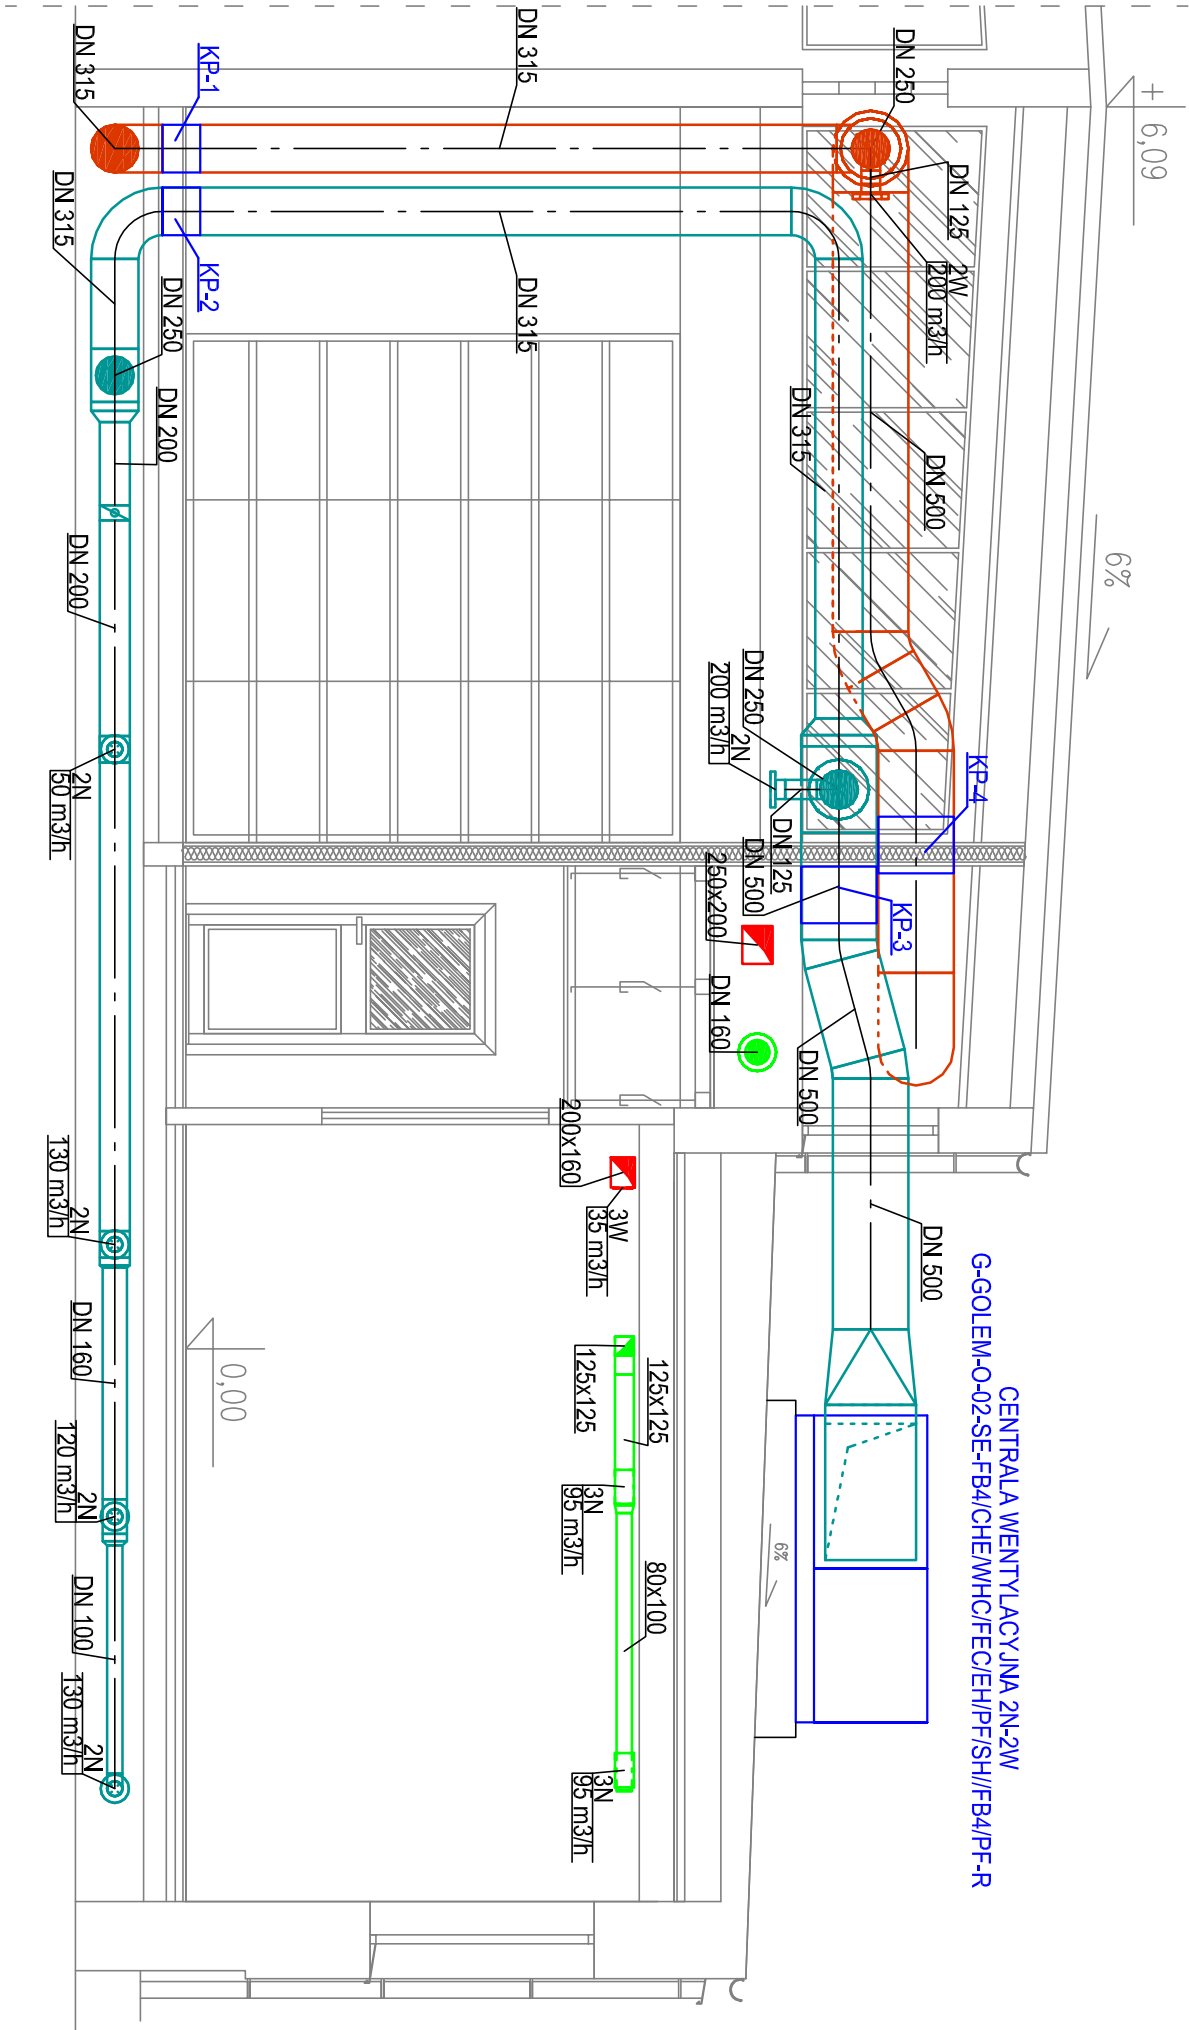 + 6,09
6%
DN 250
DN 125
2W
200 m3/h
DN 315
KP-1
DN 315
DN 315
KP-2
DN 250
DN 200
DN 315
DN 315
DN 500
DN 200
2N
50 m3/h
DN 250
2N
200 m3/h
KP-4
DN 125
DN 500
250x200
KP-3
DN 160
DN 500
DN 500
200x160
3W
35 m3/h
2N
130 m3/h
DN 160
2N
120 m3/h
DN 100
2N
130 m3/h
0,00
125x125
125x125
3N
95 m3/h
80x100
3N
95 m3/h
6%
CENTRALA WENTYLACYJNA 2N-2W
G-GOLEM-O-02-SE-FB4/CHE/WHC/FEC/EH/PF/SH//FB4/PF-R